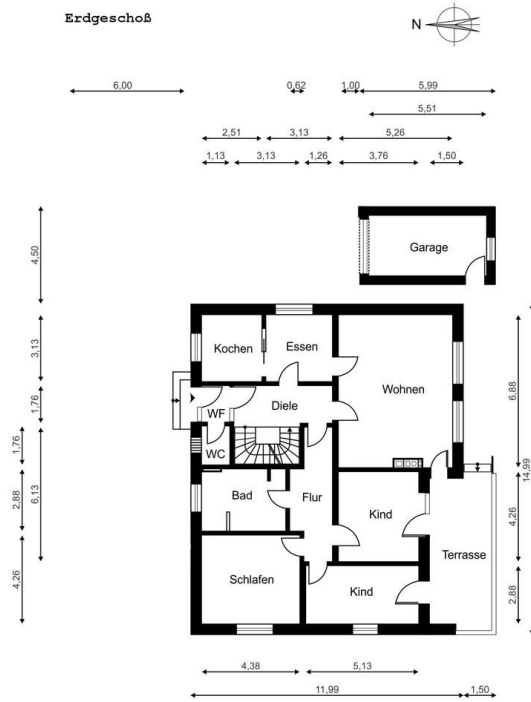 Erdgeschoß
N
6,00 0,62 1,00 5,99
5,51
2,51 3,13 5,26
1,13 3,13 1,26 3,76 1,50
4,50
Garage
3,13
Kochen Essen
Wohnen
6,88
1,76
WF Diele
1,76
WC
14,99
2,88
6,13
Bad Flur Kind
4,26
Terrasse
4,26
Schlafen Kind
2,88
4,38 5,13
11,99 1,50